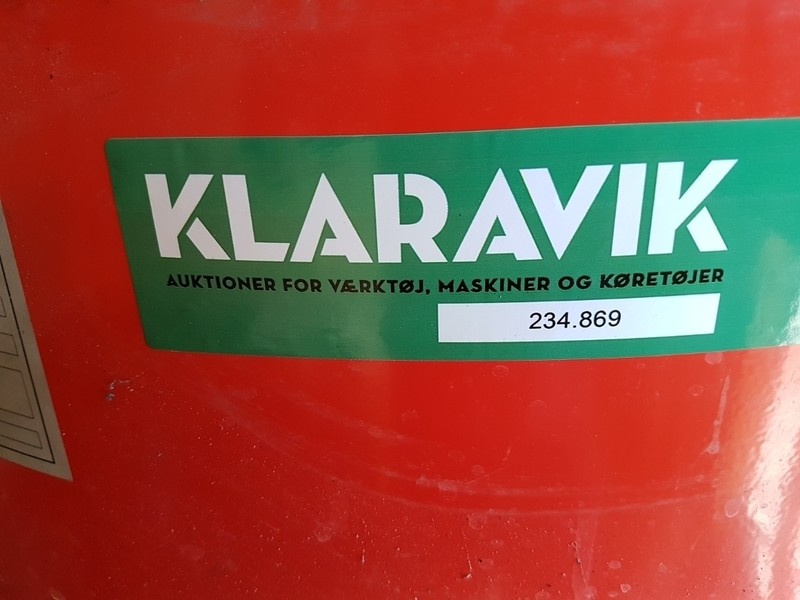 KLARAVIK
AUKTIONER FOR VÆRKTØJ, MASKINER OG KØRETØJER
234.869